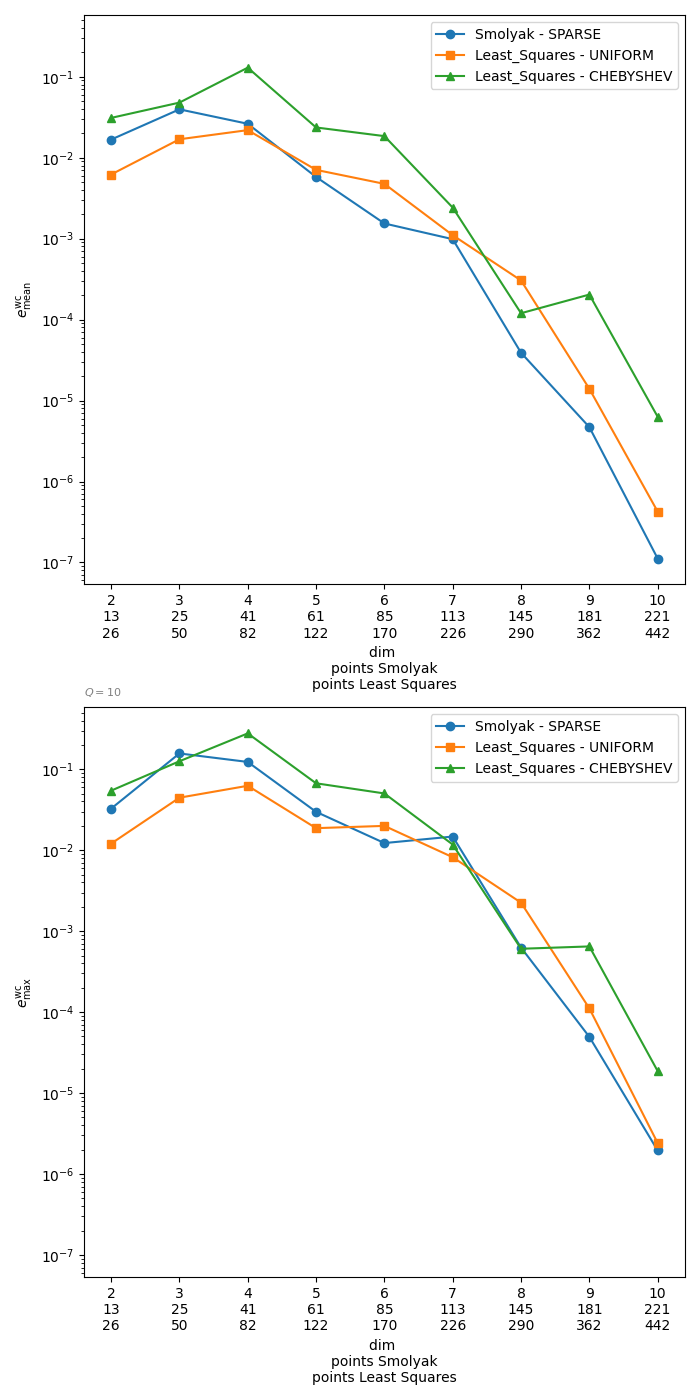 Smolyak - SPARSE
Least_Squares - UNIFORM
Least_Squares - CHEBYSHEV
10⁻¹
10⁻²
10⁻³
10⁻⁴
10⁻⁵
10⁻⁶
10⁻⁷
e^wc_mean
2 3 4 5 6 7 8 9 10
13 25 41 61 85 113 145 181 221
26 50 82 122 170 226 290 362 442
dim
points Smolyak
points Least Squares
Q = 10
Smolyak - SPARSE
Least_Squares - UNIFORM
Least_Squares - CHEBYSHEV
10⁻¹
10⁻²
10⁻³
10⁻⁴
10⁻⁵
10⁻⁶
10⁻⁷
e^wc_max
2 3 4 5 6 7 8 9 10
13 25 41 61 85 113 145 181 221
26 50 82 122 170 226 290 362 442
dim
points Smolyak
points Least Squares